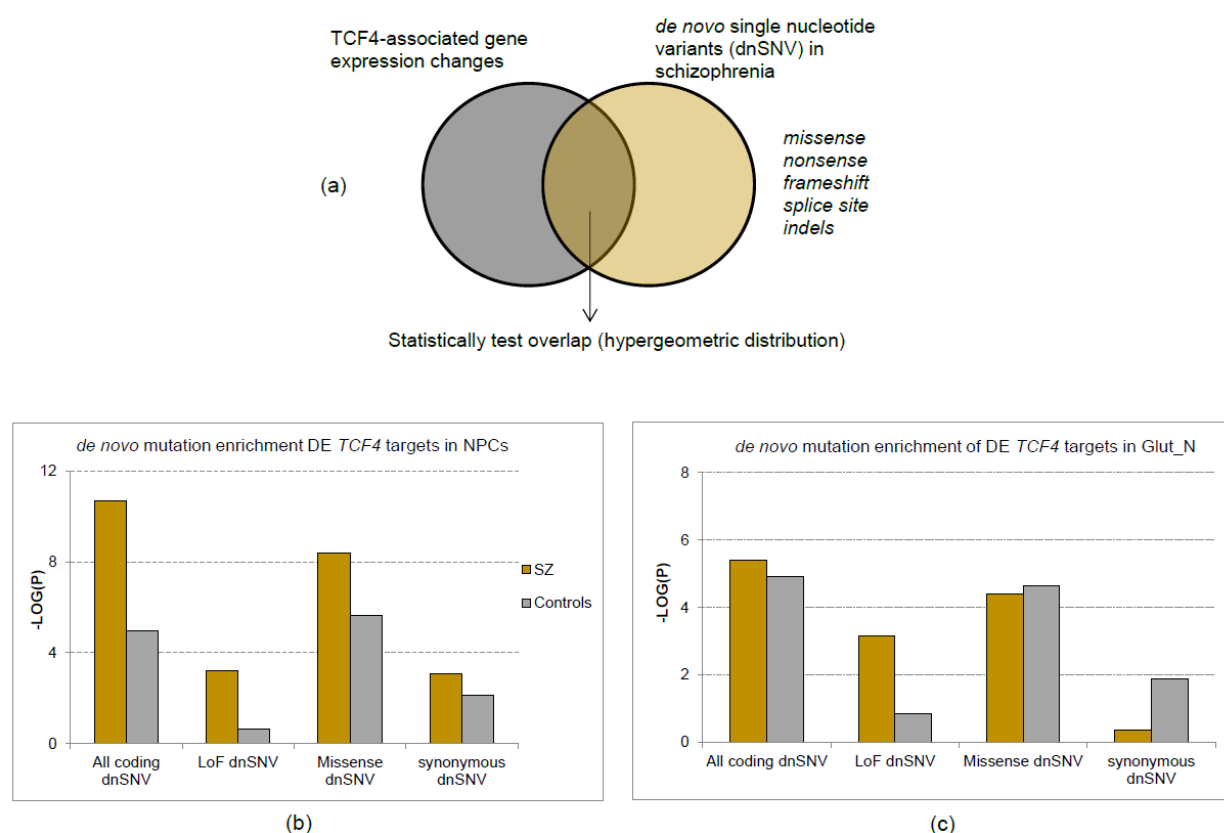 TCF4-associated gene
expression changes
de novo single nucleotide
variants (dnSNV) in
schizophrenia
missense
nonsense
frameshift
splice site
indels
(a)
Statistically test overlap (hypergeometric distribution)
de novo mutation enrichment DE TCF4 targets in NPCs
12
8
4
0
-LOG(P)
SZ
Controls
All coding
dnSNV
LoF dnSNV
Missense
dnSNV
synonymous
dnSNV
(b)
de novo mutation enrichment of DE TCF4 targets in Glut_N
8
6
4
2
0
-LOG(P)
All coding dnSNV
LoF dnSNV
Missense dnSNV
synonymous
dnSNV
(c)